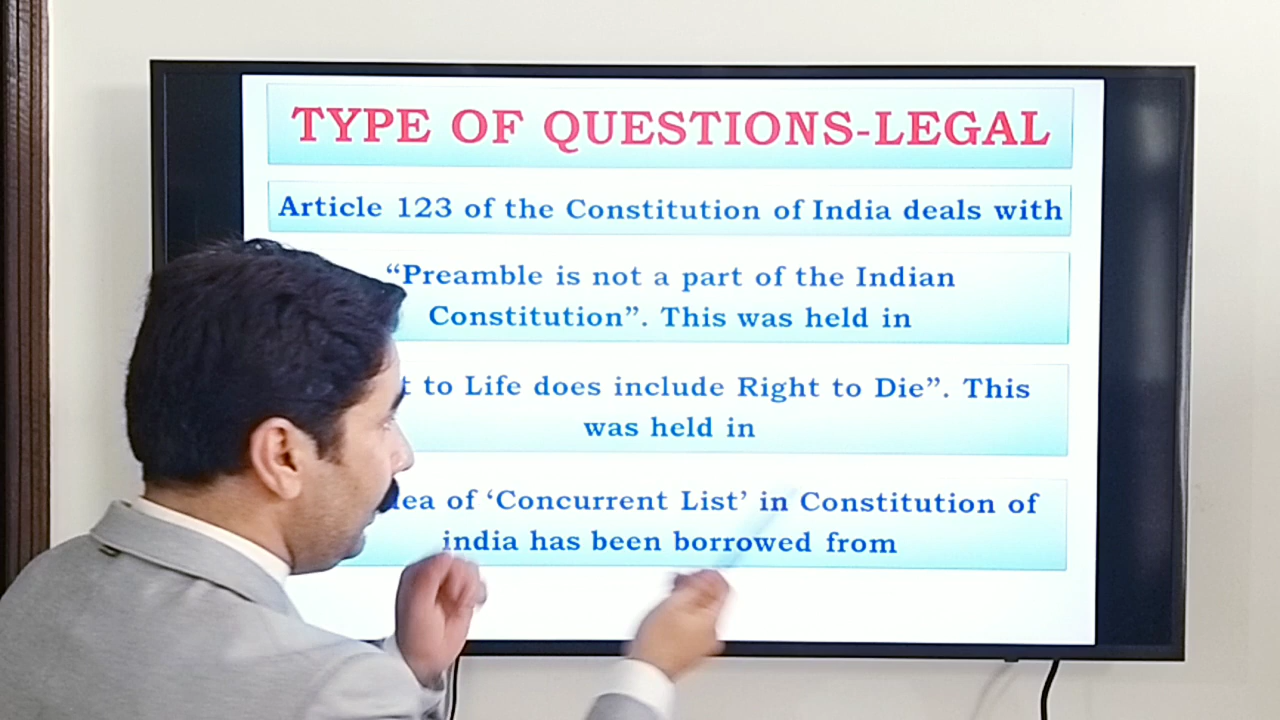 TYPE OF QUESTIONS-LEGAL
Article 123 of the Constitution of India deals with
“Preamble is not a part of the Indian
Constitution”. This was held in
to Life does include Right to Die”. This
was held in
of ‘Concurrent List’ in Constitution of
india has been borrowed from